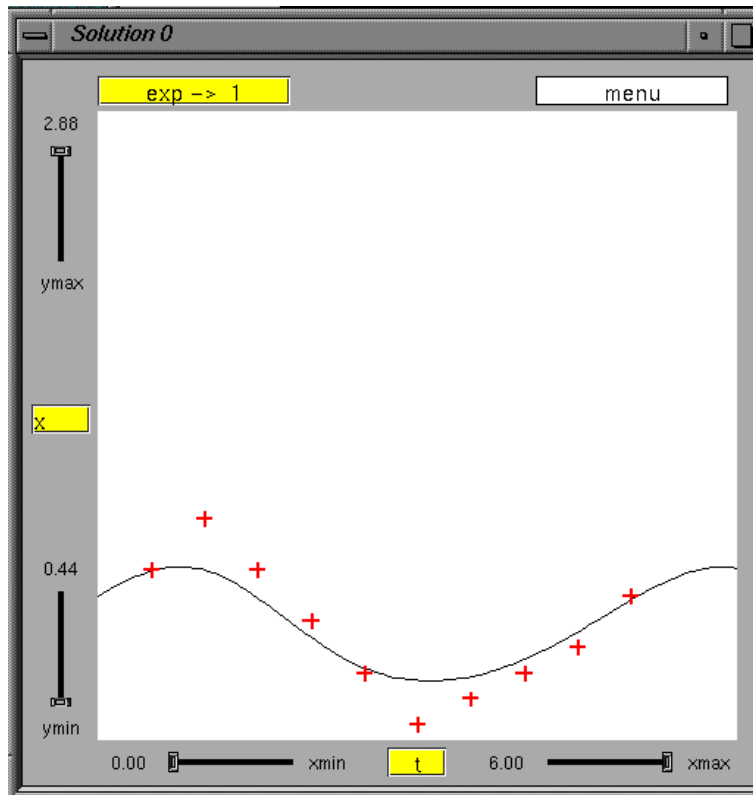 Solution 0
exp -> 1
menu
2.88
ymax
x
0.44
ymin
0.00
xmin
t
6.00
xmax